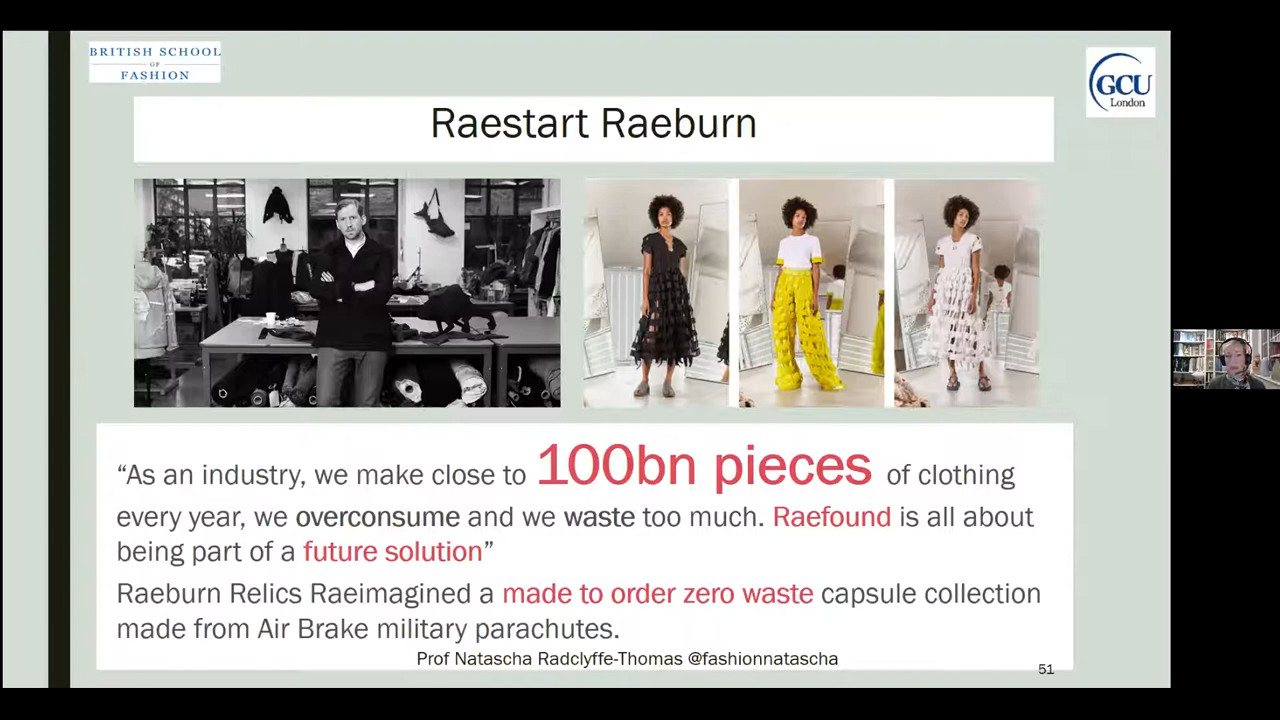 BRITISH SCHOOL
OF
FASHION
GCU
London
Raestart Raeburn
“As an industry, we make close to 100bn pieces of clothing
every year, we overconsume and we waste too much. Raefound is all about
being part of a future solution”
Raeburn Relics Raeimagined a made to order zero waste capsule collection
made from Air Brake military parachutes.
Prof Natascha Radclyffe-Thomas @fashionnatascha
51